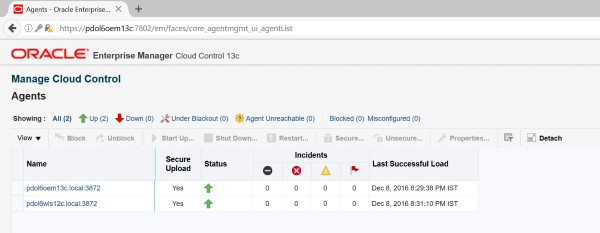 Agents - Oracle Enterprise...
https://pdol6oem13c:7802/em/faces/core_agentmgmt_ui_agentList
ORACLE Enterprise Manager Cloud Control 13c
Manage Cloud Control
Agents
Showing : All (2) Up (2) Down (0) Under Blackout (0) Agent Unreachable (0) Blocked (0) Misconfigured (0)
View Block Unblock Start Up... Shut Down... Restart... Secure... Unsecure... Properties... Detach
Name Secure Upload Status Incidents Last Successful Load
pdol6oem13c.local:3872 Yes 0 0 0 0 Dec 8, 2016 8:29:38 PM IST
pdol6wls12c.local:3872 Yes 0 0 0 0 Dec 8, 2016 8:31:10 PM IST